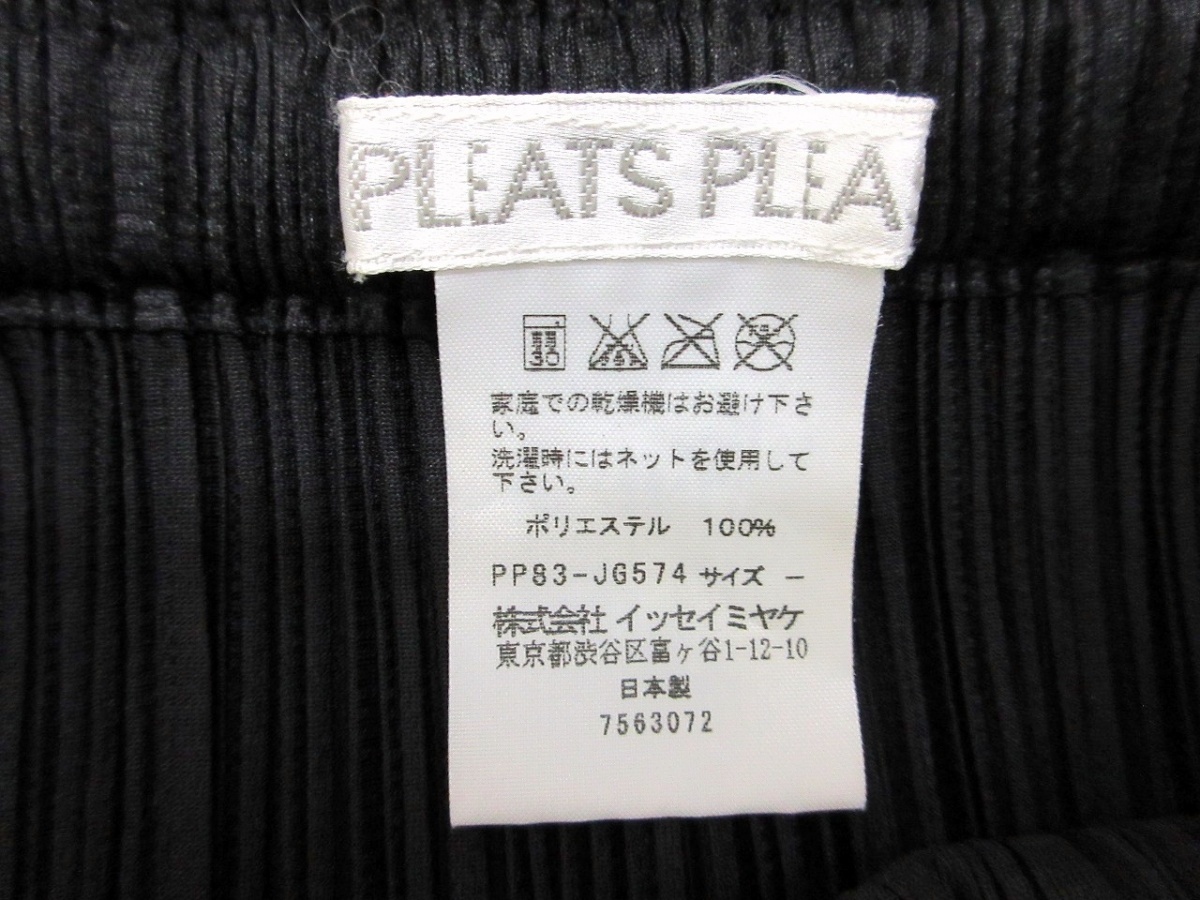 PLEATS PLEA
30
家庭での乾燥機はお避け下さ
い。
洗濯時にはネットを使用して
下さい。
ポリエステル 100%
PP83-JG574 サイズ －
株式会社 イッセイミヤケ
東京都渋谷区富ヶ谷1-12-10
日本製
7563072